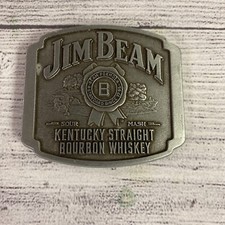 JIM BEAM
B
SOUR MASH
KENTUCKY STRAIGHT
BOURBON WHISKEY